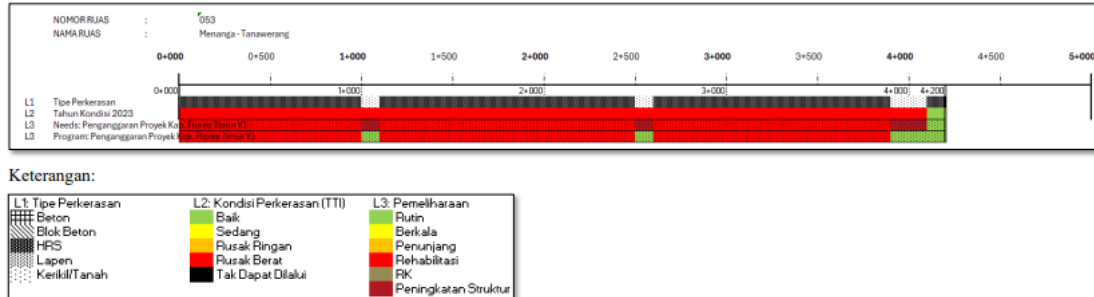 NOMOR RUAS : 053
NAMA RUAS : Menanga - Tanawerang
0+000 0+500 1+000 1+500 2+000 2+500 3+000 3+500 4+000 4+500 5+000
0+000 1+000 2+000 3+000 4+000 4+200
L1 Tipe Perkerasan
L2 Tahun Kondisi 2023
L3 Needs: Penganggaran Proyek Kab. Flores Timur Y1
L3 Program: Penganggaran Proyek Kab. Flores Timur Y1
Keterangan:
L1: Tipe Perkerasan L2: Kondisi Perkerasan (TTI) L3: Pemeliharaan
Beton Baik Rutin
Blok Beton Sedang Berkala
HRS Rusak Ringan Penunjang
Lapen Rusak Berat Rehabilitasi
Kerikil/Tanah Tak Dapat Dilalui RK
Peningkatan Struktur